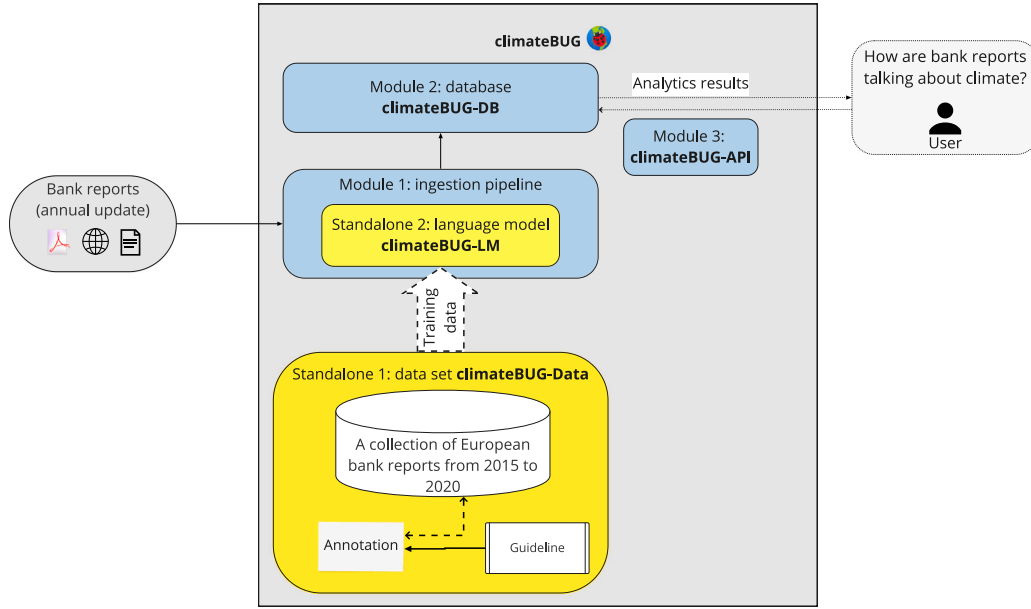 climateBUG
Module 2: database
climateBUG-DB
Analytics results
How are bank reports
talking about climate?
User
Module 3:
climateBUG-API
Bank reports
(annual update)
Module 1: ingestion pipeline
Standalone 2: language model
climateBUG-LM
Training
data
Standalone 1: data set climateBUG-Data
A collection of European
bank reports from 2015 to
2020
Annotation
Guideline